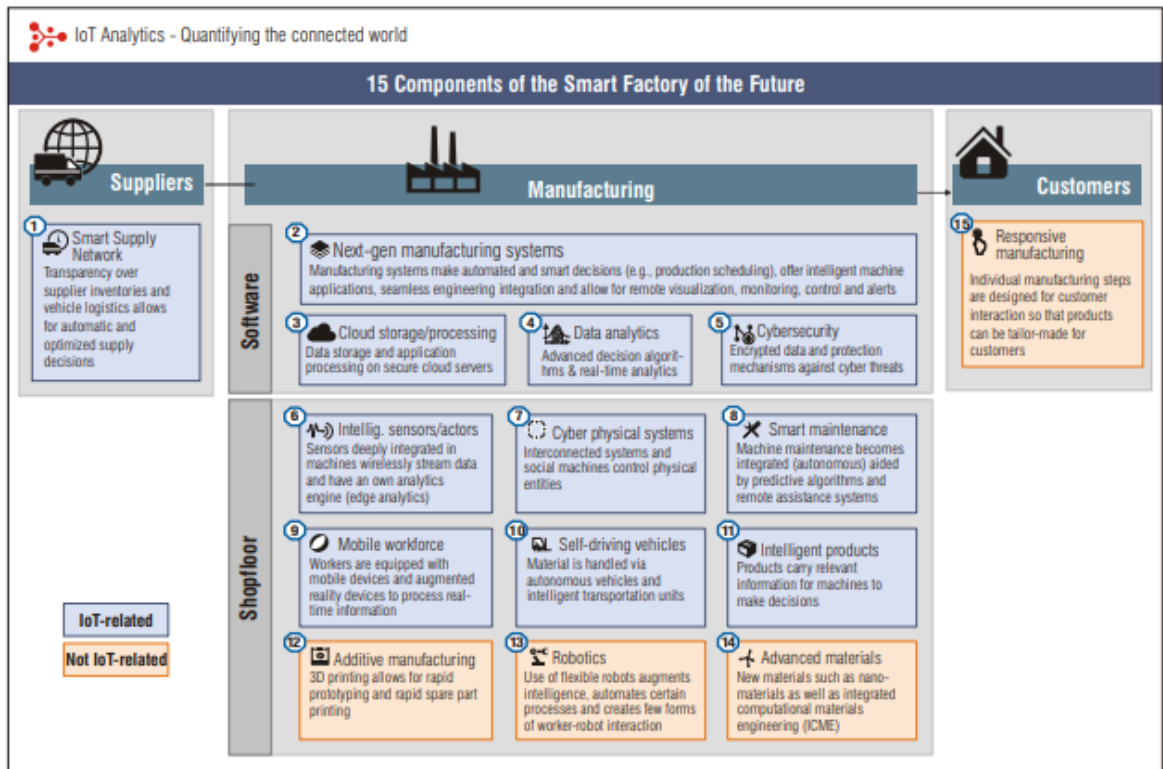 IoT Analytics - Quantifying the connected world
15 Components of the Smart Factory of the Future
Suppliers
Manufacturing
Customers
1
Smart Supply
Network
Transparency over
supplier inventories and
vehicle logistics allows
for automatic and
optimized supply
decisions
Software
2
Next-gen manufacturing systems
Manufacturing systems make automated and smart decisions (e.g., production scheduling), offer intelligent machine
applications, seamless engineering integration and allow for remote visualization, monitoring, control and alerts
3
Cloud storage/processing
Data storage and application
processing on secure cloud servers
4
Data analytics
Advanced decision algorit-
hms & real-time analytics
5
Cybersecurity
Encrypted data and protection
mechanisms against cyber threats
15
Responsive
manufacturing
Individual manufacturing steps
are designed for customer
interaction so that products
can be tailor-made for
customers
Shopfloor
6
Intellig. sensors/actors
Sensors deeply integrated in
machines wirelessly stream data
and have an own analytics
engine (edge analytics)
7
Cyber physical systems
Interconnected systems and
social machines control physical
entities
8
Smart maintenance
Machine maintenance becomes
integrated (autonomous) aided
by predictive algorithms and
remote assistance systems
9
Mobile workforce
Workers are equipped with
mobile devices and augmented
reality devices to process real-
time information
10
Self-driving vehicles
Material is handled via
autonomous vehicles and
intelligent transportation units
11
Intelligent products
Products carry relevant
information for machines to
make decisions
12
Additive manufacturing
3D printing allows for rapid
prototyping and rapid spare part
printing
13
Robotics
Use of flexible robots augments
intelligence, automates certain
processes and creates few forms
of worker-robot interaction
14
Advanced materials
New materials such as nano-
materials as well as integrated
computational materials
engineering (ICME)
IoT-related
Not IoT-related